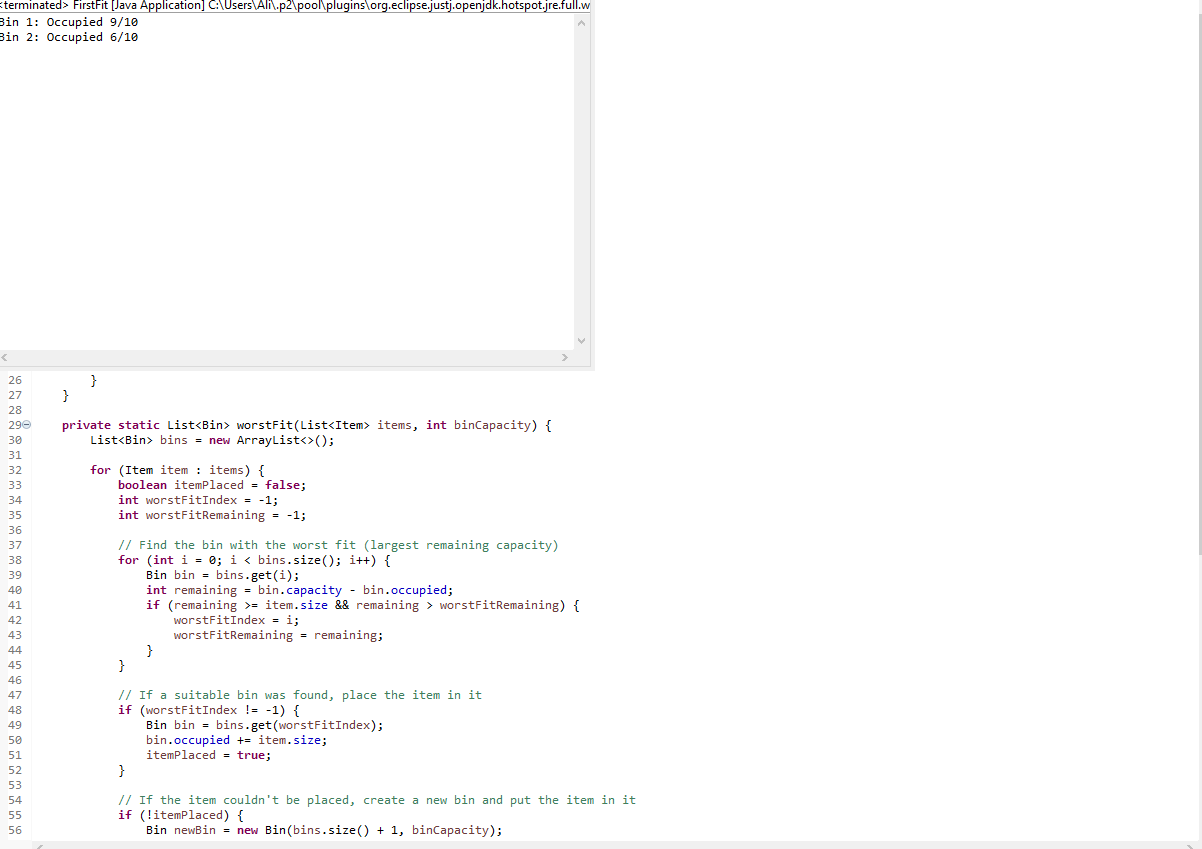 <terminated> FirstFit [Java Application] C:\Users\Ali\.p2\pool\plugins\org.eclipse.justj.openjdk.hotspot.jre.full.w
Bin 1: Occupied 9/10
Bin 2: Occupied 6/10
26         }
27     }
28
29     private static List<Bin> worstFit(List<Item> items, int binCapacity) {
30         List<Bin> bins = new ArrayList<>();
31
32         for (Item item : items) {
33             boolean itemPlaced = false;
34             int worstFitIndex = -1;
35             int worstFitRemaining = -1;
36
37             // Find the bin with the worst fit (largest remaining capacity)
38             for (int i = 0; i < bins.size(); i++) {
39                 Bin bin = bins.get(i);
40                 int remaining = bin.capacity - bin.occupied;
41                 if (remaining >= item.size && remaining > worstFitRemaining) {
42                     worstFitIndex = i;
43                     worstFitRemaining = remaining;
44                 }
45             }
46
47             // If a suitable bin was found, place the item in it
48             if (worstFitIndex != -1) {
49                 Bin bin = bins.get(worstFitIndex);
50                 bin.occupied += item.size;
51                 itemPlaced = true;
52             }
53
54             // If the item couldn't be placed, create a new bin and put the item in it
55             if (!itemPlaced) {
56                 Bin newBin = new Bin(bins.size() + 1, binCapacity);